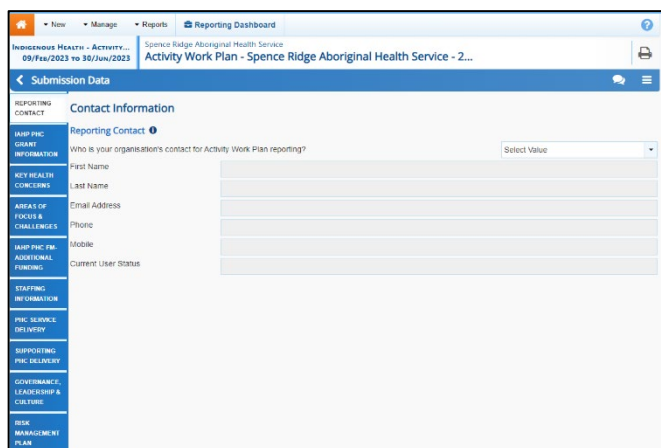 New Manage Reports Reporting Dashboard
INDIGENOUS HEALTH - ACTIVITY...
09/FEB/2023 TO 30/JUN/2023
Spence Ridge Aboriginal Health Service
Activity Work Plan - Spence Ridge Aboriginal Health Service - 2...
Submission Data
REPORTING
CONTACT
IAHP PHC
GRANT
INFORMATION
KEY HEALTH
CONCERNS
AREAS OF
FOCUS &
CHALLENGES
IAHP PHC FM-
ADDITIONAL
FUNDING
STAFFING
INFORMATION
PHC SERVICE
DELIVERY
SUPPORTING
PHC DELIVERY
GOVERNANCE,
LEADERSHIP &
CULTURE
RISK
MANAGEMENT
PLAN
Contact Information
Reporting Contact
Who is your organisation's contact for Activity Work Plan reporting? Select Value
First Name
Last Name
Email Address
Phone
Mobile
Current User Status